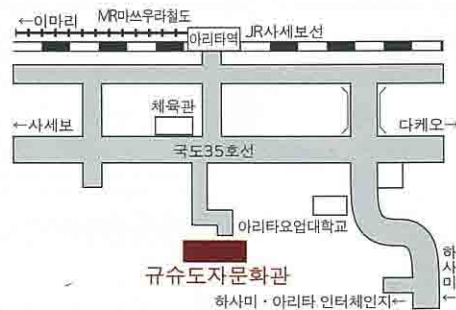 ←이마리
MR마쓰우라철도
아리타역
JR사세보선
체육관
←사세보
다케오→
국도35호선
아리타요업대학교
규슈도자문화관
하사미
←
하사미・아리타 인터체인지←